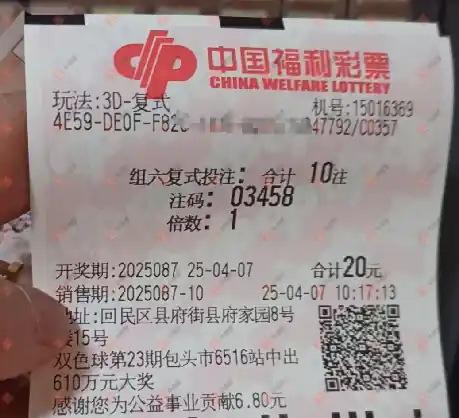 中国福利彩票
CHINA WELFARE LOTTERY
玩法:3D-复式
机号:15016369
4E59-DE0F-F82 47792/C0357
组六复式投注: 合计 10注
注码: 03458
倍数: 1
开奖期:2025087 25-04-07 合计20元
销售期:2025087-10 25-04-07 10:17:13
址:回民区县府街县府家园8号
15号
双色球第23期包头市6516站中出
610万元大奖
感谢您为公益事业贡献6.80元